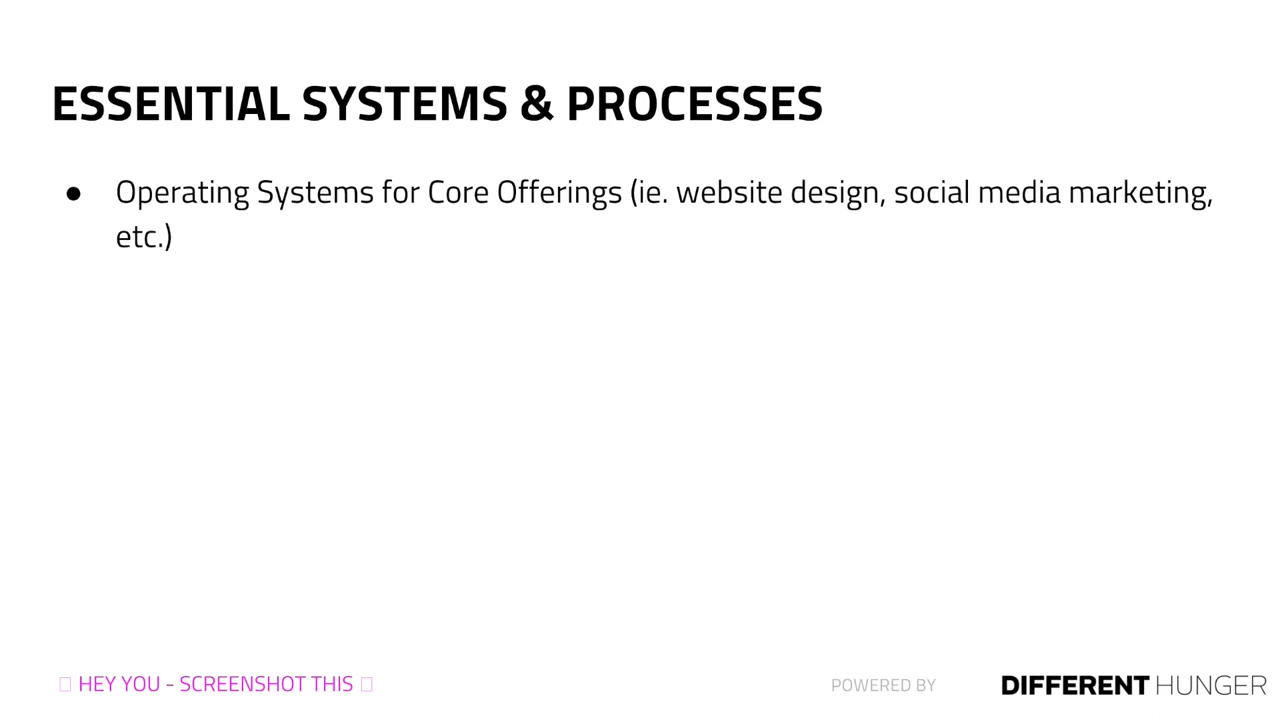 ESSENTIAL SYSTEMS & PROCESSES
● Operating Systems for Core Offerings (ie. website design, social media marketing,
etc.)
HEY YOU - SCREENSHOT THIS
POWERED BY
DIFFERENT HUNGER